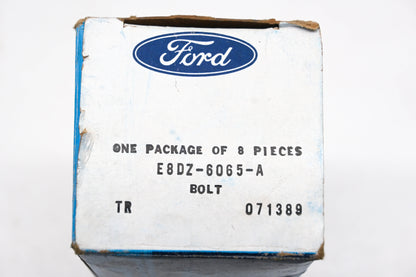 Ford
ONE PACKAGE OF 8 PIECES
E8DZ-6065-A
BOLT
TR 071389